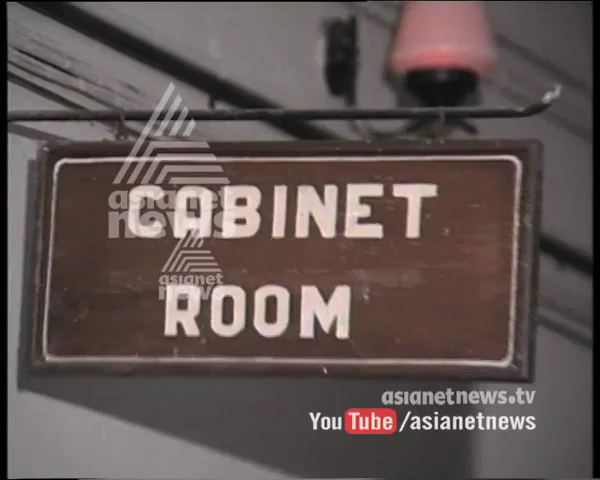 CABINET
ROOM
asianet
news
asianet
news
asianetnews.tv
YouTube /asianetnews